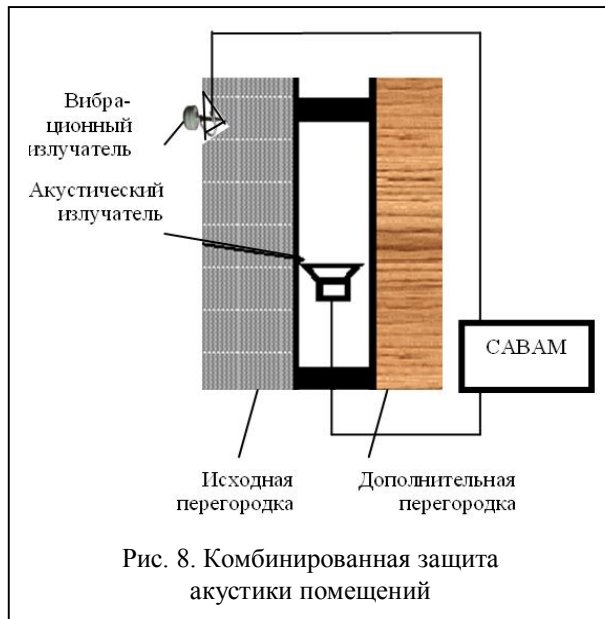 Вибра-
ционный
излучатель
Акустический
излучатель
САВАМ
Исходная
перегородка
Дополнительная
перегородка
Рис. 8. Комбинированная защита
акустики помещений